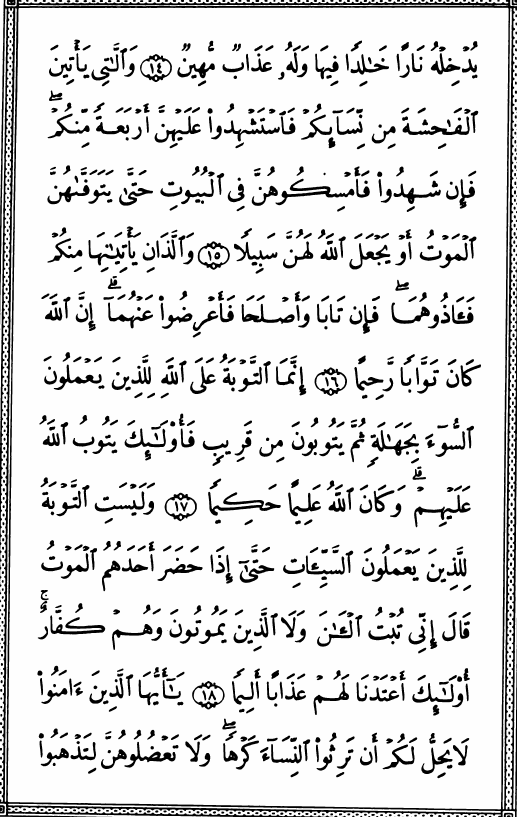 يُدۡخِلۡهُ نَارًا خَٰلِدٗا فِيهَا وَلَهُۥ عَذَابٞ مُّهِينٞ ١٤ وَٱلَّٰتِي يَأۡتِينَ
ٱلۡفَٰحِشَةَ مِن نِّسَآئِكُمۡ فَٱسۡتَشۡهِدُواْ عَلَيۡهِنَّ أَرۡبَعَةٗ مِّنكُمۡۖ
فَإِن شَهِدُواْ فَأَمۡسِكُوهُنَّ فِي ٱلۡبُيُوتِ حَتَّىٰ يَتَوَفَّىٰهُنَّ
ٱلۡمَوۡتُ أَوۡ يَجۡعَلَ ٱللَّهُ لَهُنَّ سَبِيلٗا ١٥ وَٱلَّذَانِ يَأۡتِيَٰنِهَا مِنكُمۡ
فَـَٔاذُوهُمَاۖ فَإِن تَابَا وَأَصۡلَحَا فَأَعۡرِضُواْ عَنۡهُمَآۗ إِنَّ ٱللَّهَ
كَانَ تَوَّابٗا رَّحِيمًا ١٦ إِنَّمَا ٱلتَّوۡبَةُ عَلَى ٱللَّهِ لِلَّذِينَ يَعۡمَلُونَ
ٱلسُّوٓءَ بِجَهَٰلَةٖ ثُمَّ يَتُوبُونَ مِن قَرِيبٖ فَأُوْلَٰٓئِكَ يَتُوبُ ٱللَّهُ
عَلَيۡهِمۡۗ وَكَانَ ٱللَّهُ عَلِيمًا حَكِيمٗا ١٧ وَلَيۡسَتِ ٱلتَّوۡبَةُ
لِلَّذِينَ يَعۡمَلُونَ ٱلسَّيِّـَٔاتِ حَتَّىٰٓ إِذَا حَضَرَ أَحَدَهُمُ ٱلۡمَوۡتُ
قَالَ إِنِّي تُبۡتُ ٱلۡـَٰٔنَ وَلَا ٱلَّذِينَ يَمُوتُونَ وَهُمۡ كُفَّارٌۚ
أُوْلَٰٓئِكَ أَعۡتَدۡنَا لَهُمۡ عَذَابًا أَلِيمٗا ١٨ يَٰٓأَيُّهَا ٱلَّذِينَ ءَامَنُواْ
لَا يَحِلُّ لَكُمۡ أَن تَرِثُواْ ٱلنِّسَآءَ كَرۡهٗاۖ وَلَا تَعۡضُلُوهُنَّ لِتَذۡهَبُواْ